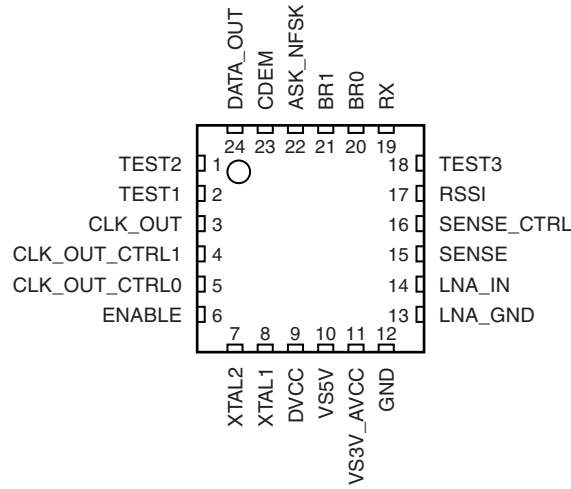 DATA_OUT
CDEM
ASK_NFSK
BR1
BR0
RX
24 23 22 21 20 19
TEST2 1 18 TEST3
TEST1 2 17 RSSI
CLK_OUT 3 16 SENSE_CTRL
CLK_OUT_CTRL1 4 15 SENSE
CLK_OUT_CTRL0 5 14 LNA_IN
ENABLE 6 13 LNA_GND
7 8 9 10 11 12
XTAL2
XTAL1
DVCC
VS5V
VS3V_AVCC
GND